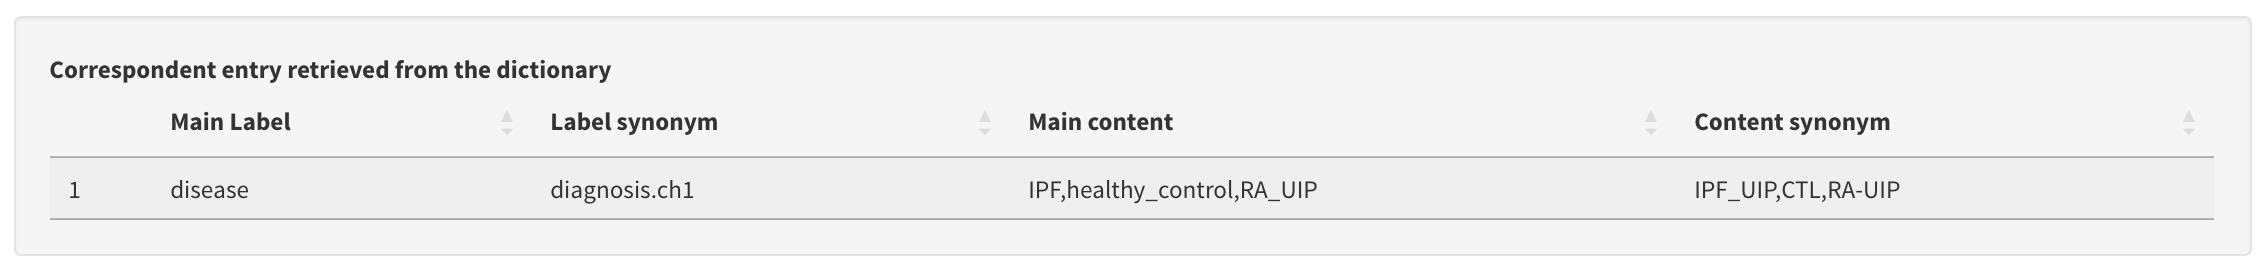 Correspondent entry retrieved from the dictionary
Main Label Label synonym Main content Content synonym
1 disease diagnosis.ch1 IPF,healthy_control,RA_UIP IPF_UIP,CTL,RA-UIP